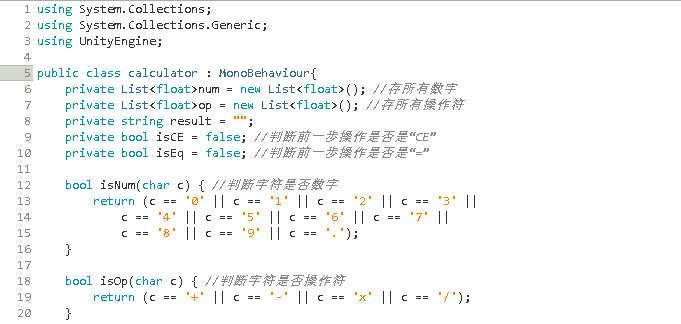 1 using System.Collections;
2 using System.Collections.Generic;
3 using UnityEngine;
4
5 public class calculator : MonoBehaviour{
6 private List<float>num = new List<float>(); //存所有数字
7 private List<float>op = new List<float>(); //存所有操作符
8 private string result = "";
9 private bool isCE = false; //判断前一步操作是否是“CE”
10 private bool isEq = false; //判断前一步操作是否是“=”
11
12 bool isNum(char c) { //判断字符是否数字
13 return (c == '0' || c == '1' || c == '2' || c == '3' ||
14 c == '4' || c == '5' || c == '6' || c == '7' ||
15 c == '8' || c == '9' || c == '.');
16 }
17
18 bool isOp(char c) { //判断字符是否操作符
19 return (c == '+' || c == '-' || c == 'x' || c == '/');
20 }